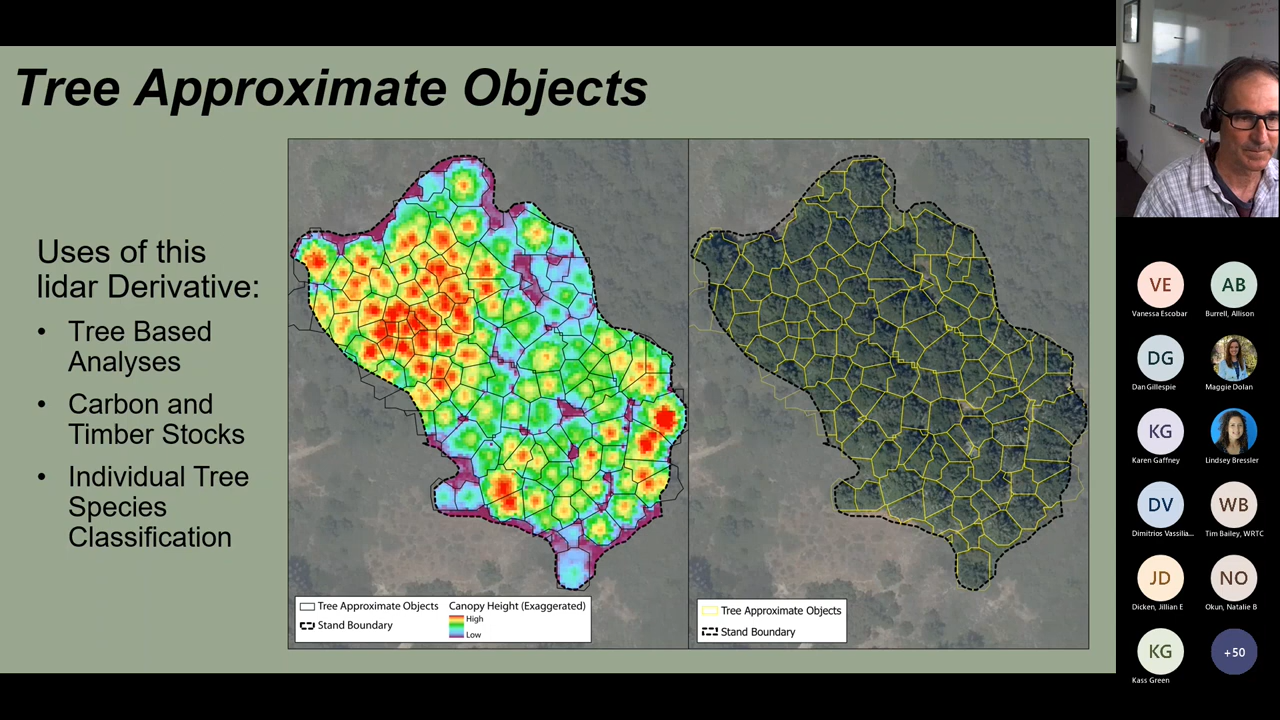 Tree Approximate Objects
Uses of this
lidar Derivative:
• Tree Based
Analyses
• Carbon and
Timber Stocks
• Individual Tree
Species
Classification
Tree Approximate Objects
Stand Boundary
Canopy Height (Exaggerated)
High
Low
Tree Approximate Objects
Stand Boundary
VE
Vanessa Escobar
AB
Burrell, Allison
DG
Dan Gillespie
Maggie Dolan
KG
Karen Gaffney
Lindsey Bressler
DV
Dimitrios Vassilia...
WB
Tim Bailey, WRTC
JD
Dicken, Jillian E
NO
Okun, Natalie B
KG
Kass Green
+50